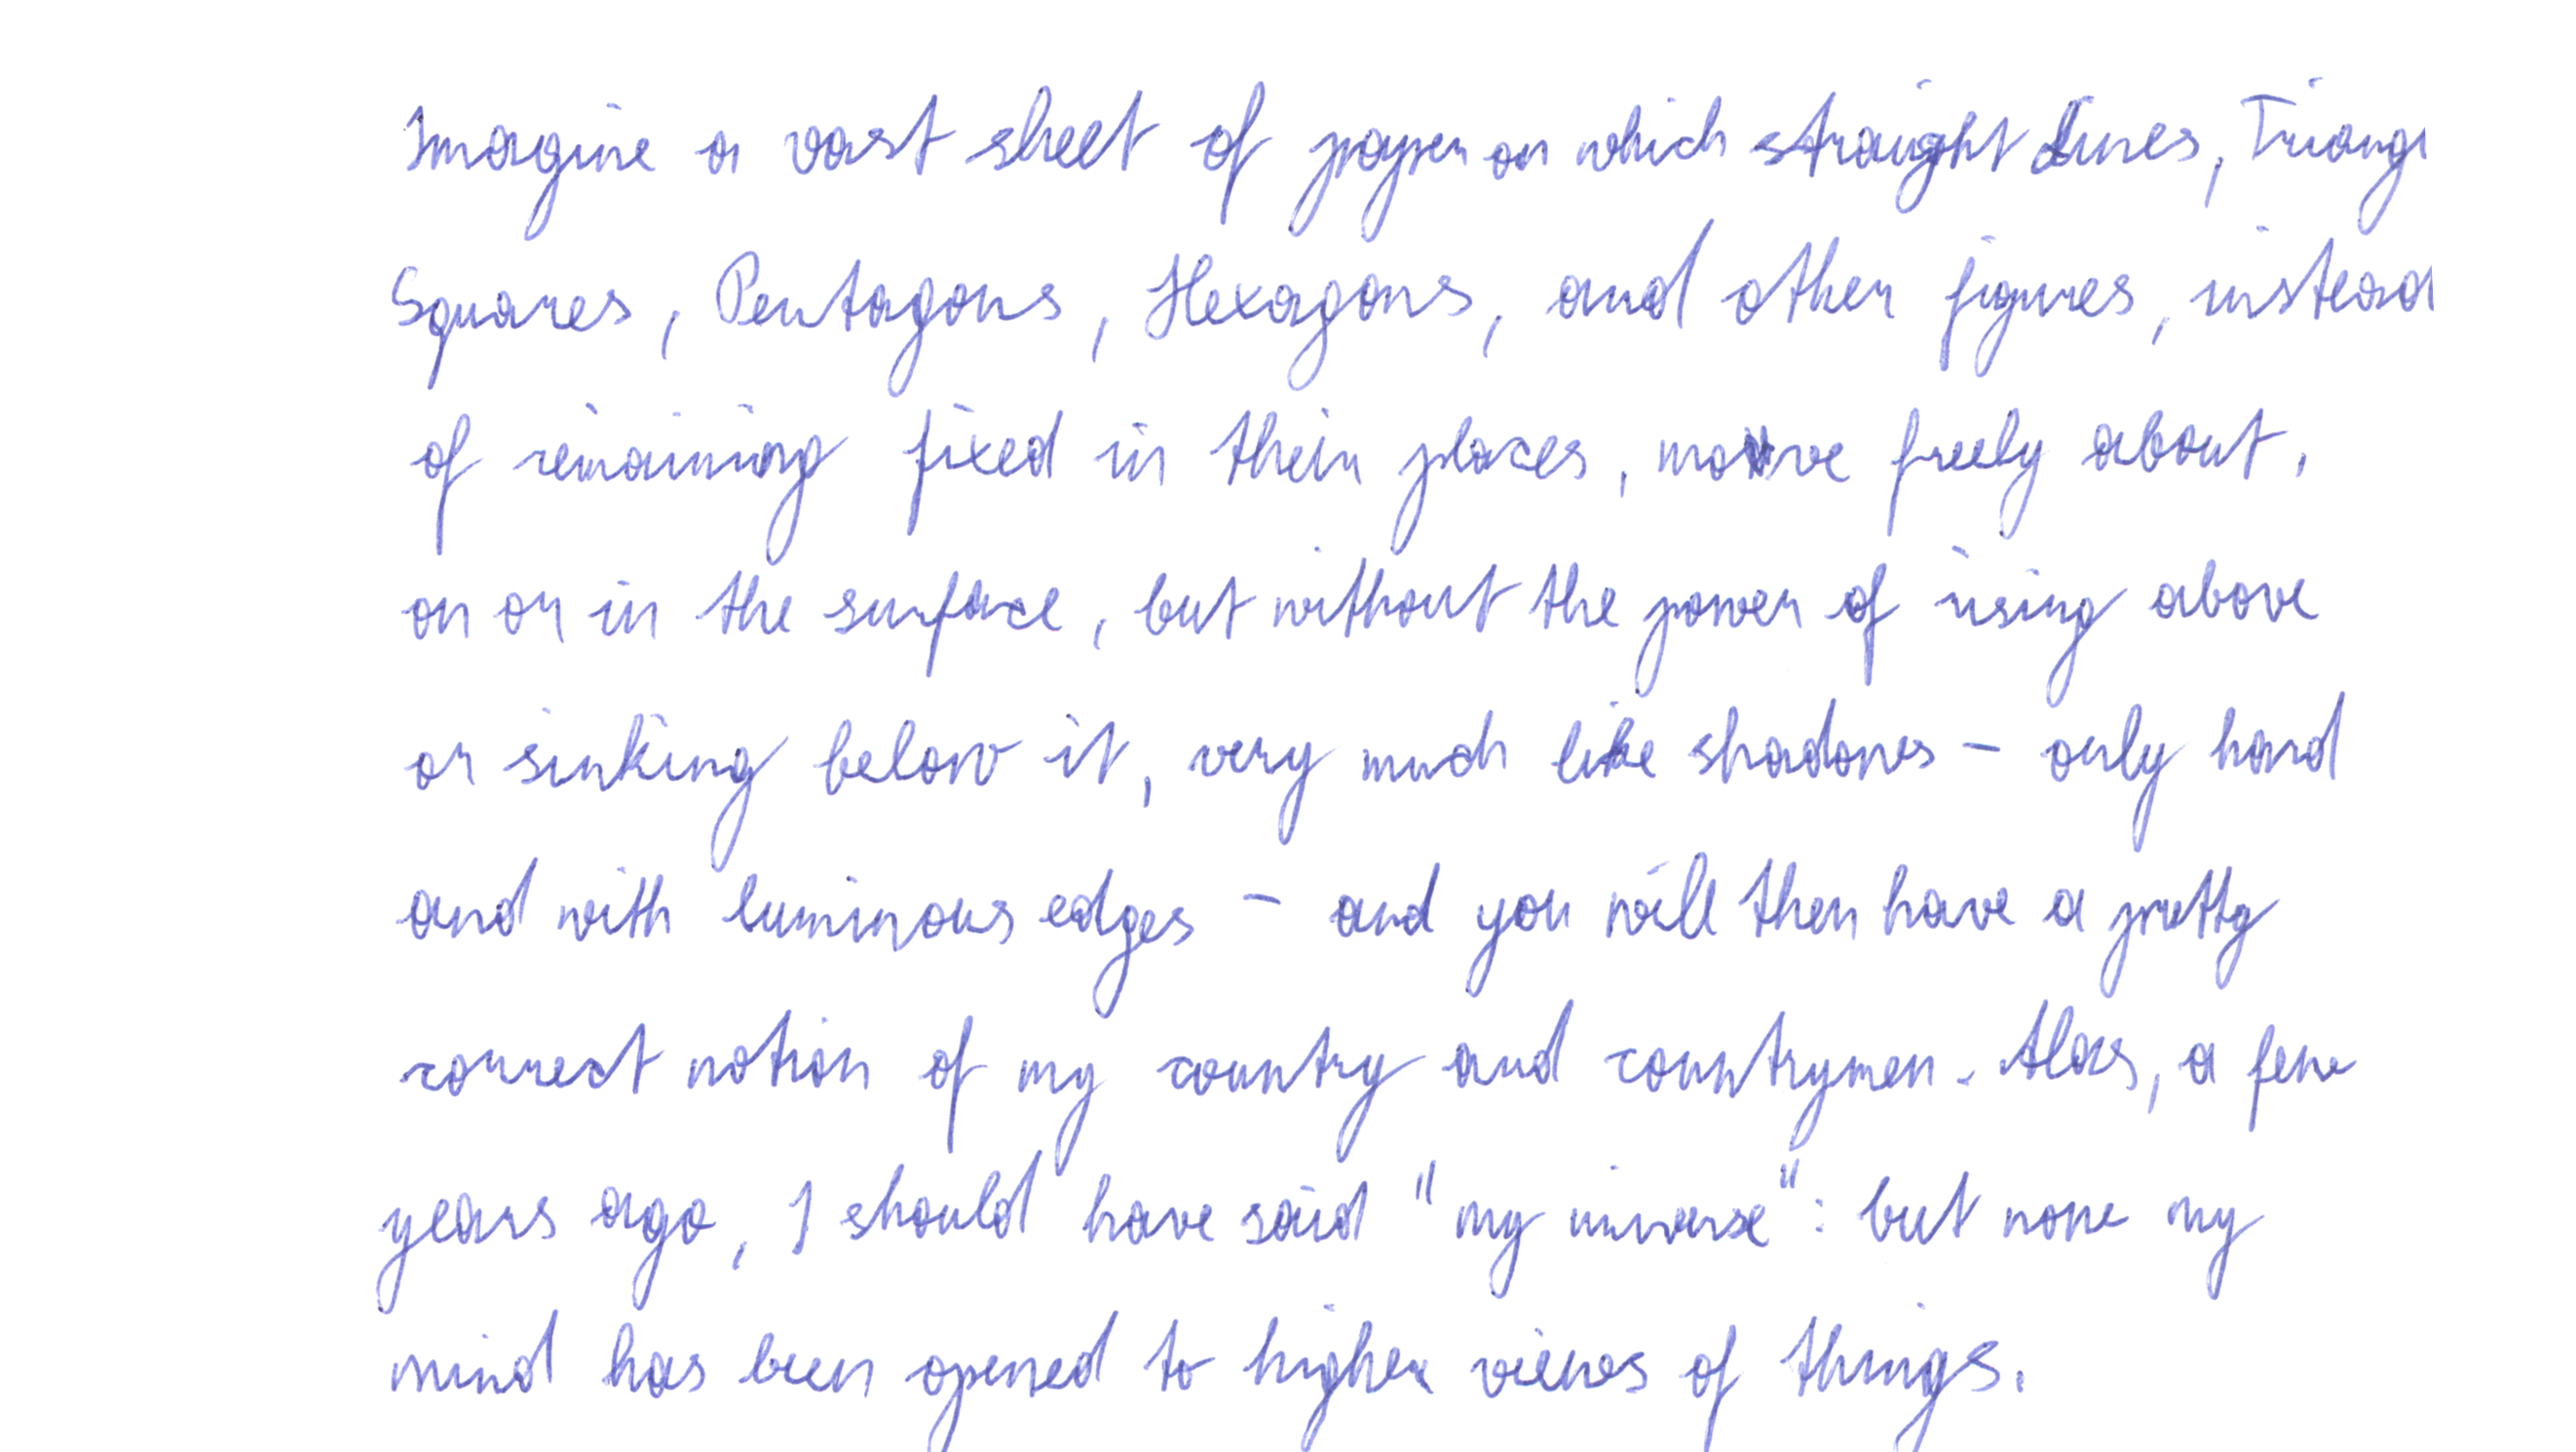 Imagine a vast sheet of paper on which straight Lines, Triang
Squares, Pentagons, Hexagons, and other figures, instead
of remaining fixed in their places, move freely about,
on or in the surface, but without the power of rising above
or sinking below it, very much like shadows – only hard
and with luminous edges – and you will then have a pretty
correct notion of my country and countrymen. Alas, a few
years ago, I should have said "my universe": but now my
mind has been opened to higher views of things.